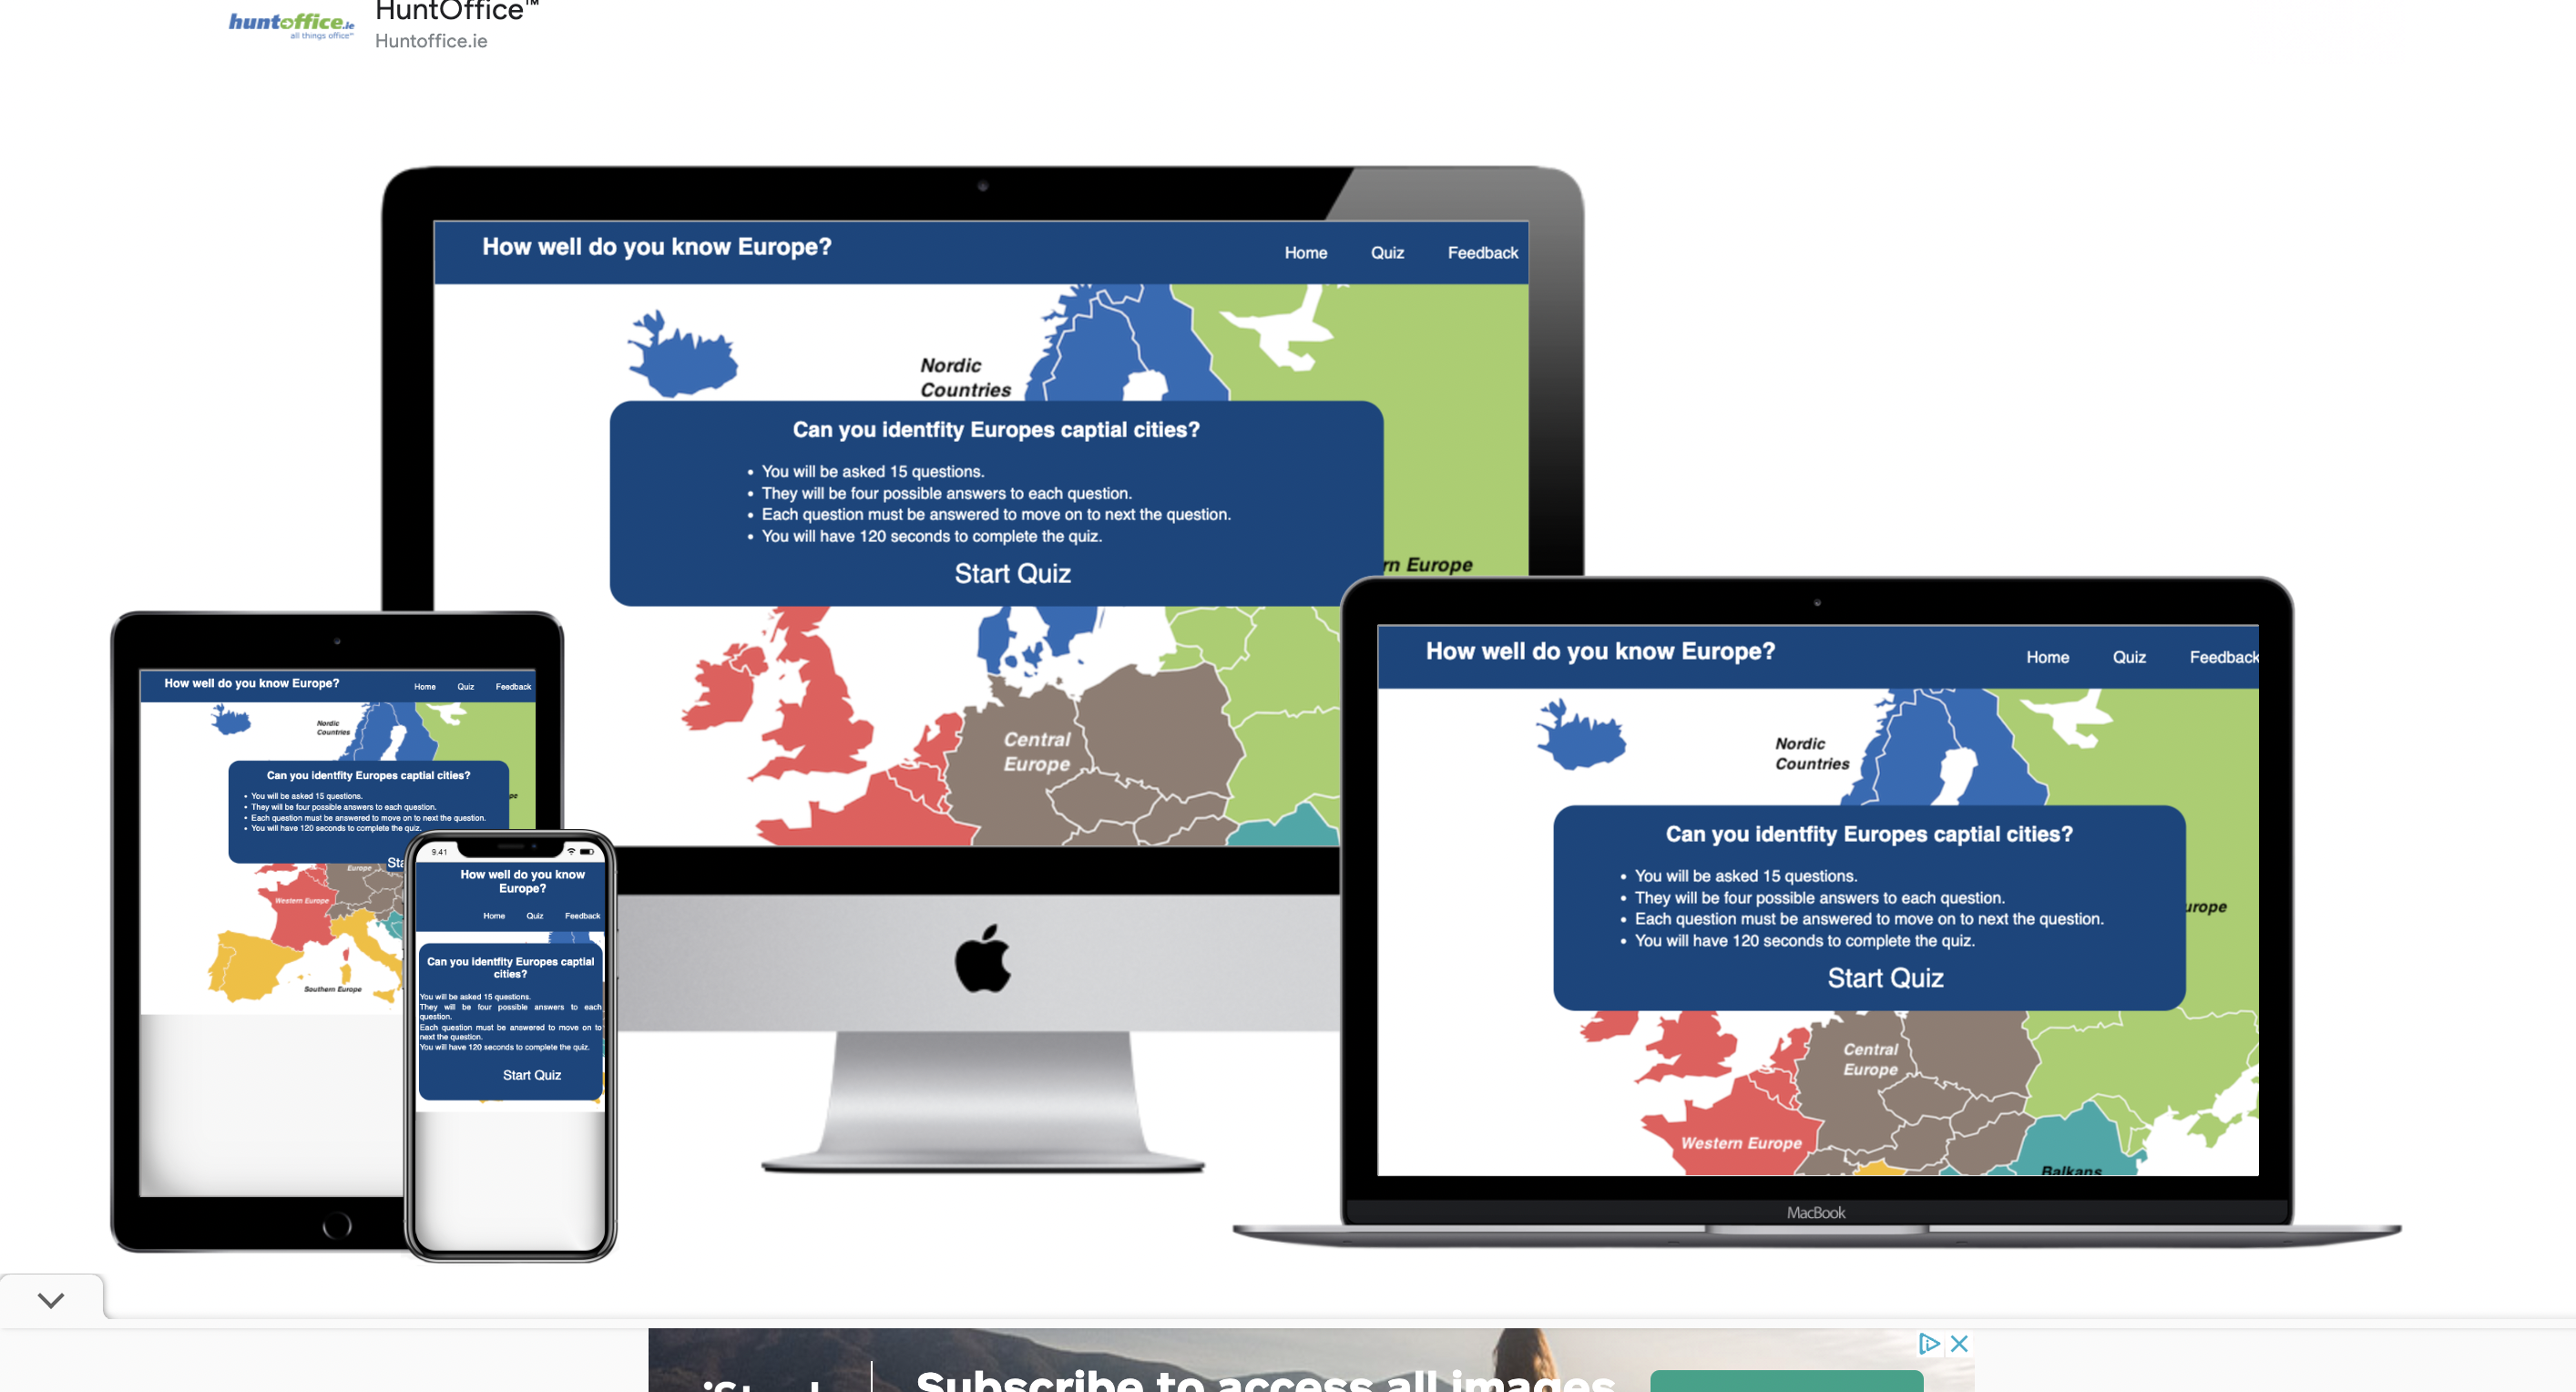 huntoffice.ie
all things office™
HuntOffice™
Huntoffice.ie
How well do you know Europe?
Home Quiz Feedback
Nordic
Countries
Can you identfity Europes captial cities?
• You will be asked 15 questions.
• They will be four possible answers to each question.
• Each question must be answered to move on to next the question.
• You will have 120 seconds to complete the quiz.
Start Quiz
rn Europe
Central
Europe
How well do you know Europe?
Home Quiz Feedback
Nordic
Countries
Can you identfity Europes captial cities?
• You will be asked 15 questions.
• They will be four possible answers to each question.
• Each question must be answered to move on to next the question.
• You will have 120 seconds to complete the quiz.
Sta
pe
Europe
Western Europe
Southern Europe
9.41
How well do you know
Europe?
Home Quiz Feedback
Can you identfity Europes captial
cities?
You will be asked 15 questions.
They will be four possible answers to each
question.
Each question must be answered to move on to
next the question.
You will have 120 seconds to complete the quiz.
Start Quiz
How well do you know Europe?
Home Quiz Feedback
Nordic
Countries
Can you identfity Europes captial cities?
• You will be asked 15 questions.
• They will be four possible answers to each question.
• Each question must be answered to move on to next the question.
• You will have 120 seconds to complete the quiz.
Start Quiz
urope
Central
Europe
Western Europe
Balkans
MacBook
Subscribe to access all images